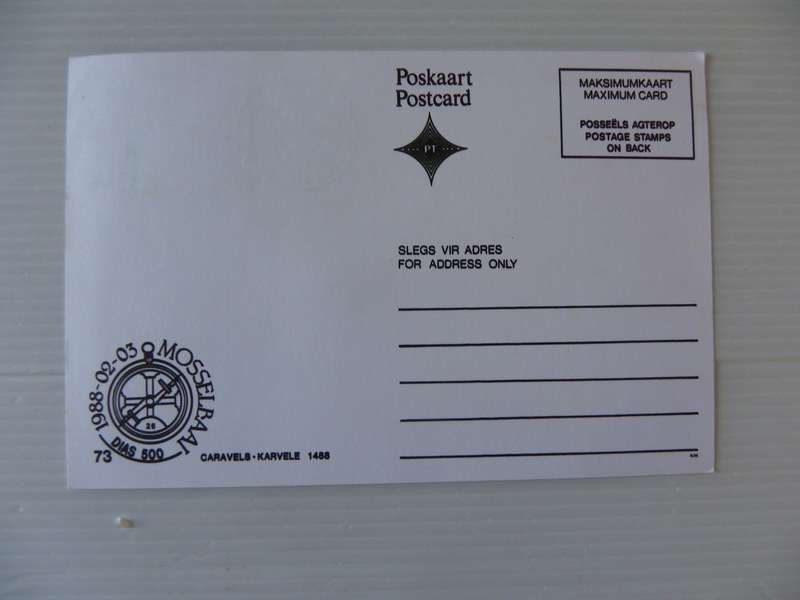 Poskaart
Postcard
PT
MAKSIMUMKAART
MAXIMUM CARD
POSSEËLS AGTEROP
POSTAGE STAMPS
ON BACK
SLEGS VIR ADRES
FOR ADDRESS ONLY
1988-02-03 MOSSELBAAI
26
DIAS 500
73
CARAVELS · KARVELE 1488